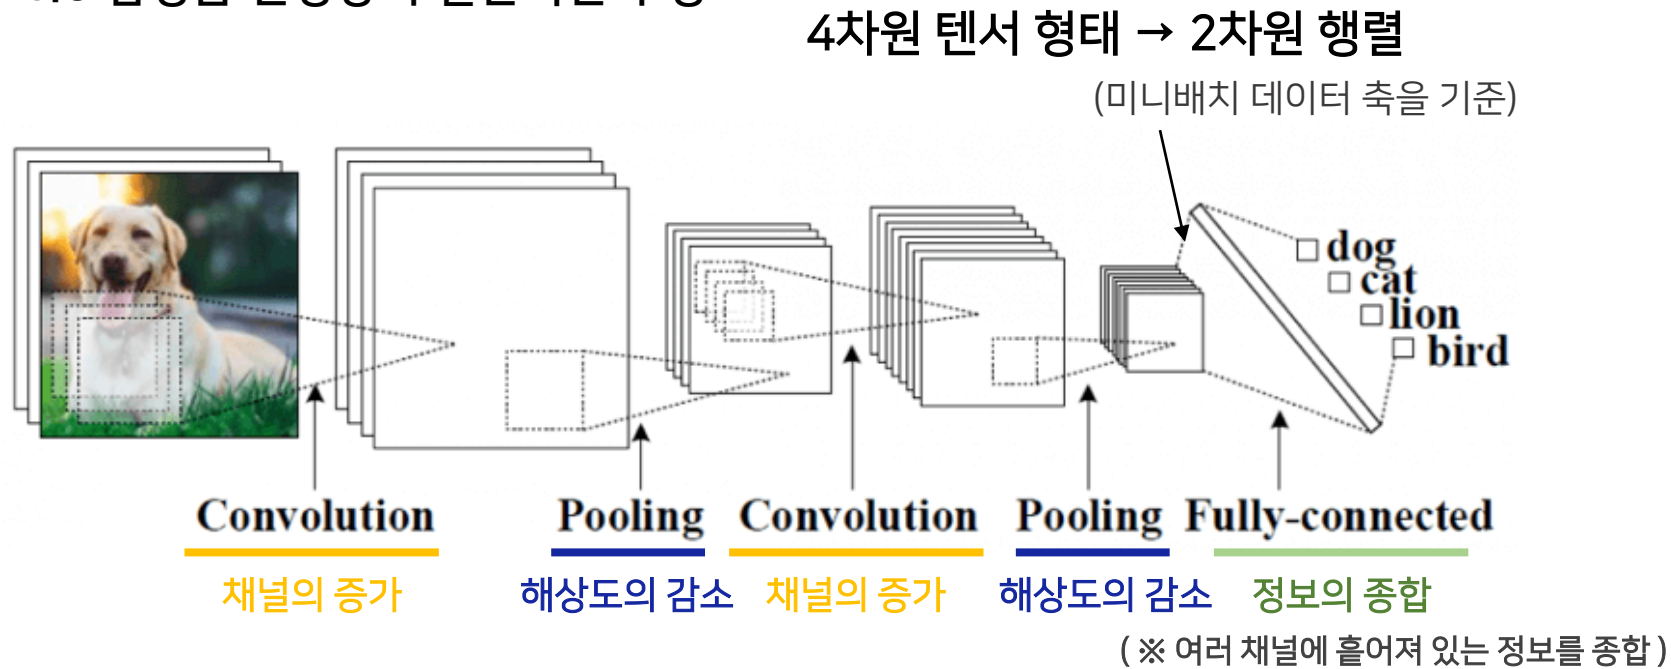 4차원 텐서 형태 → 2차원 행렬
(미니배치 데이터 축을 기준)
dog
cat
lion
bird
Convolution Pooling Convolution Pooling Fully-connected
채널의 증가 해상도의 감소 채널의 증가 해상도의 감소 정보의 종합
( ※ 여러 채널에 흩어져 있는 정보를 종합 )